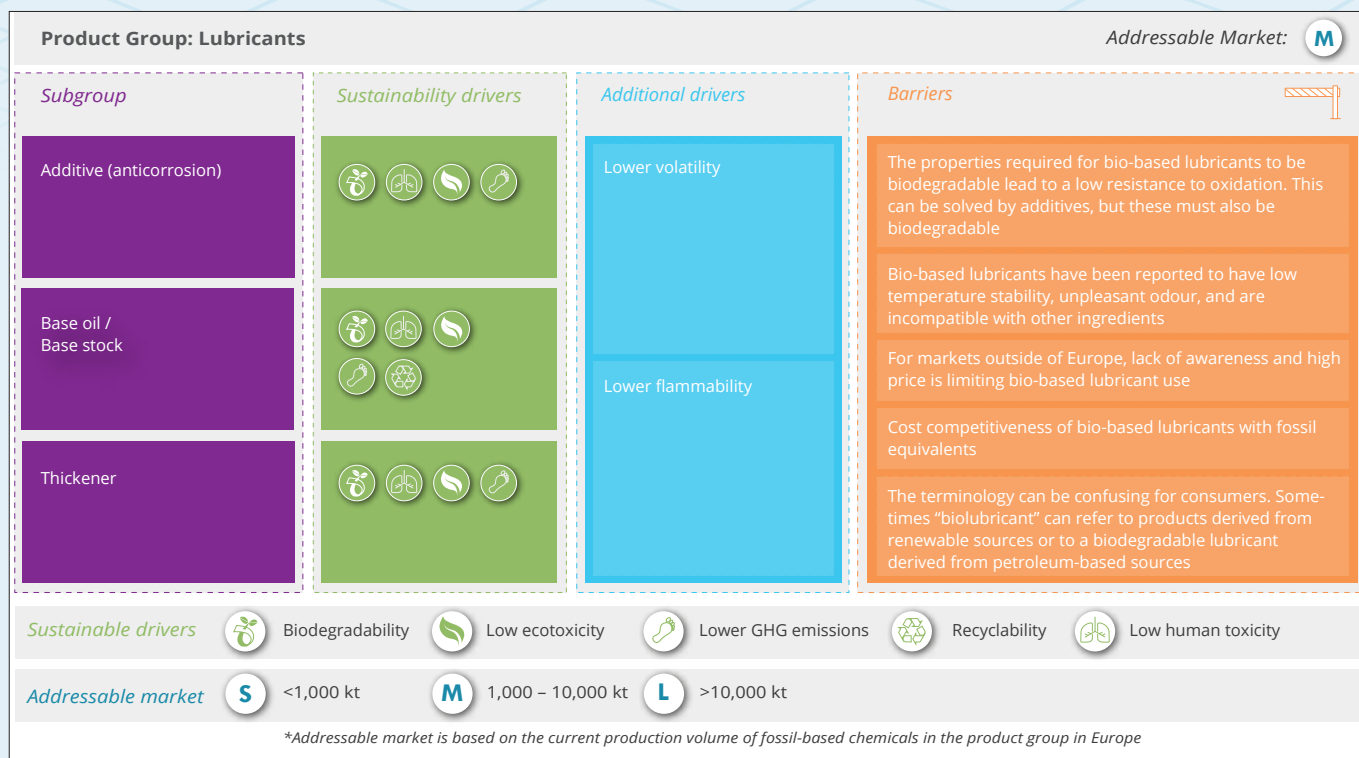 Product Group: Lubricants
Addressable Market: M
Subgroup
Sustainability drivers
Additional drivers
Barriers
Additive (anticorrosion)
Base oil /
Base stock
Thickener
Lower volatility
Lower flammability
The properties required for bio-based lubricants to be
biodegradable lead to a low resistance to oxidation. This
can be solved by additives, but these must also be
biodegradable
Bio-based lubricants have been reported to have low
temperature stability, unpleasant odour, and are
incompatible with other ingredients
For markets outside of Europe, lack of awareness and high
price is limiting bio-based lubricant use
Cost competitiveness of bio-based lubricants with fossil
equivalents
The terminology can be confusing for consumers. Some-
times “biolubricant” can refer to products derived from
renewable sources or to a biodegradable lubricant
derived from petroleum-based sources
Sustainable drivers
Biodegradability
Low ecotoxicity
Lower GHG emissions
Recyclability
Low human toxicity
Addressable market
S <1,000 kt
M 1,000 – 10,000 kt
L >10,000 kt
*Addressable market is based on the current production volume of fossil-based chemicals in the product group in Europe